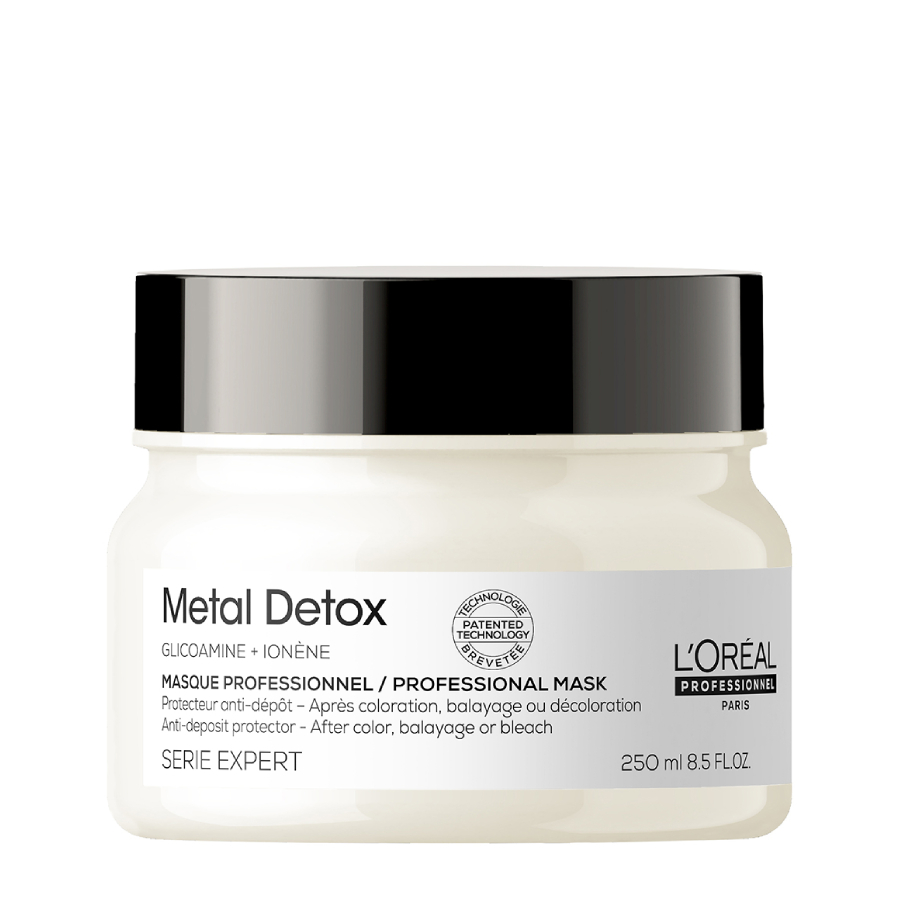 Metal Detox
GLICOAMINE + IONÈNE
TECHNOLOGIE
PATENTED
TECHNOLOGY
BREVETÉE
MASQUE PROFESSIONNEL / PROFESSIONAL MASK
Protecteur anti-dépôt – Après coloration, balayage ou décoloration
Anti-deposit protector – After color, balayage or bleach
SERIE EXPERT
L'ORÉAL
PROFESSIONNEL
PARIS
250 ml 8.5 FL.OZ.